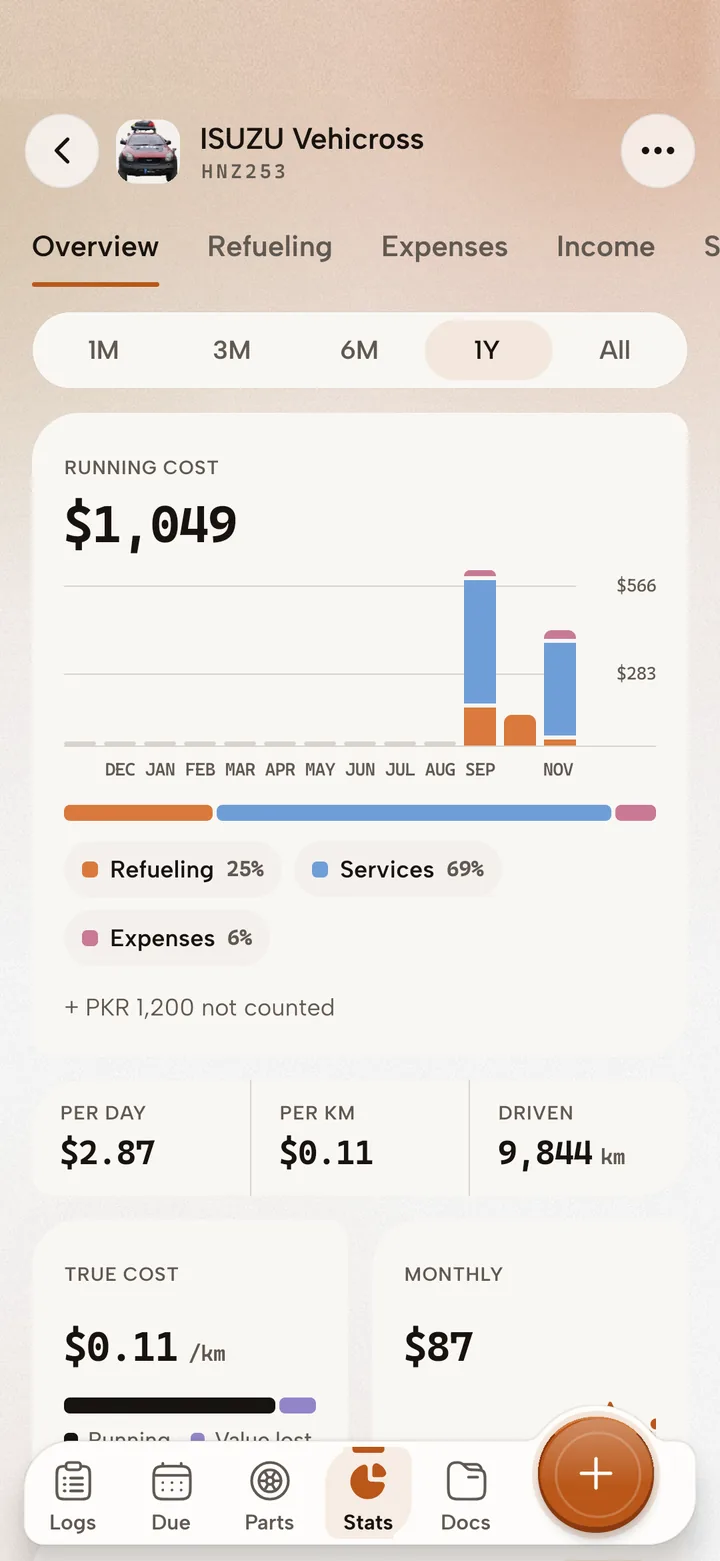 ISUZU Vehicross
HNZ253
Overview Refueling Expenses Income S
1M 3M 6M 1Y All
RUNNING COST
$1,049
$566
$283
DEC JAN FEB MAR APR MAY JUN JUL AUG SEP NOV
Refueling 25% Services 69%
Expenses 6%
+ PKR 1,200 not counted
PER DAY PER KM DRIVEN
$2.87 $0.11 9,844 km
TRUE COST MONTHLY
$0.11 /km $87
Running Value lost
Logs Due Parts Stats Docs